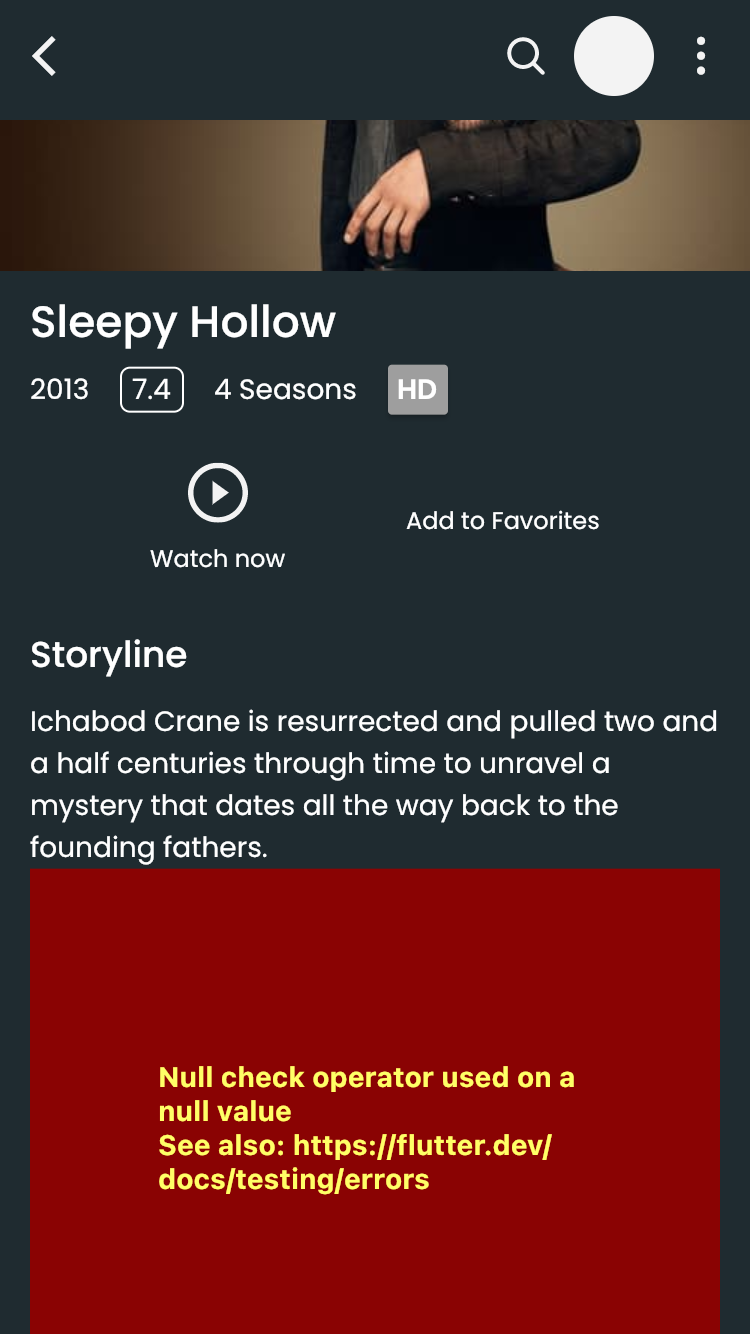 Sleepy Hollow
2013 7.4 4 Seasons HD
Watch now
Add to Favorites
Storyline
Ichabod Crane is resurrected and pulled two and
a half centuries through time to unravel a
mystery that dates all the way back to the
founding fathers.
Null check operator used on a
null value
See also: https://flutter.dev/
docs/testing/errors